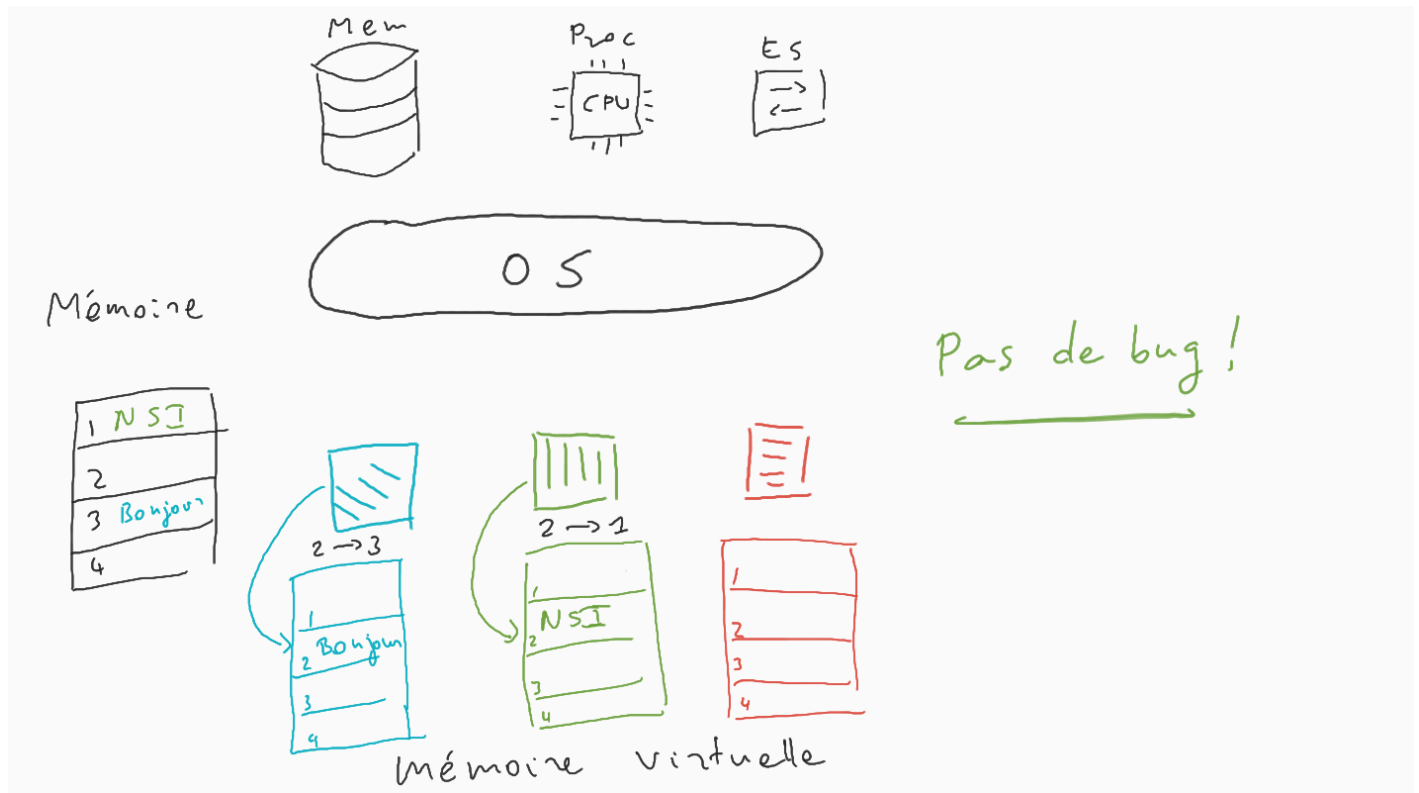 Mem
Proc
ES
CPU
OS
Mémoire
Pas de bug !
1 NSI
2
3 Bonjour
4
2 → 3
1
2 Bonjour
3
4
2 → 1
1
2 NSI
3
4
1
2
3
4
Mémoire virtuelle